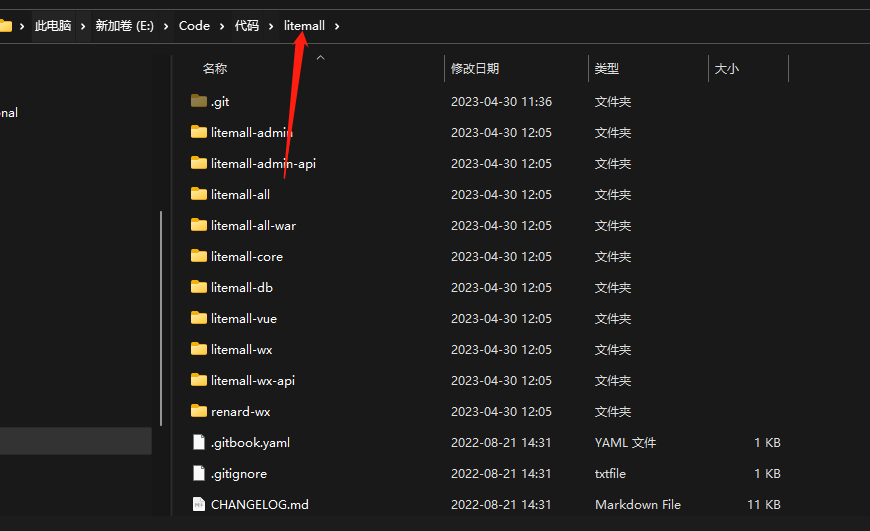 此电脑 > 新加卷 (E:) > Code > 代码 > litemall >
名称 修改日期 类型 大小
nal
.git 2023-04-30 11:36 文件夹
litemall-admin 2023-04-30 12:05 文件夹
litemall-admin-api 2023-04-30 12:05 文件夹
litemall-all 2023-04-30 12:05 文件夹
litemall-all-war 2023-04-30 12:05 文件夹
litemall-core 2023-04-30 12:05 文件夹
litemall-db 2023-04-30 12:05 文件夹
litemall-vue 2023-04-30 12:05 文件夹
litemall-wx 2023-04-30 12:05 文件夹
litemall-wx-api 2023-04-30 12:05 文件夹
renard-wx 2023-04-30 12:05 文件夹
.gitbook.yaml 2022-08-21 14:31 YAML 文件 1 KB
.gitignore 2022-08-21 14:31 txtfile 1 KB
CHANGELOG.md 2022-08-21 14:31 Markdown File 11 KB